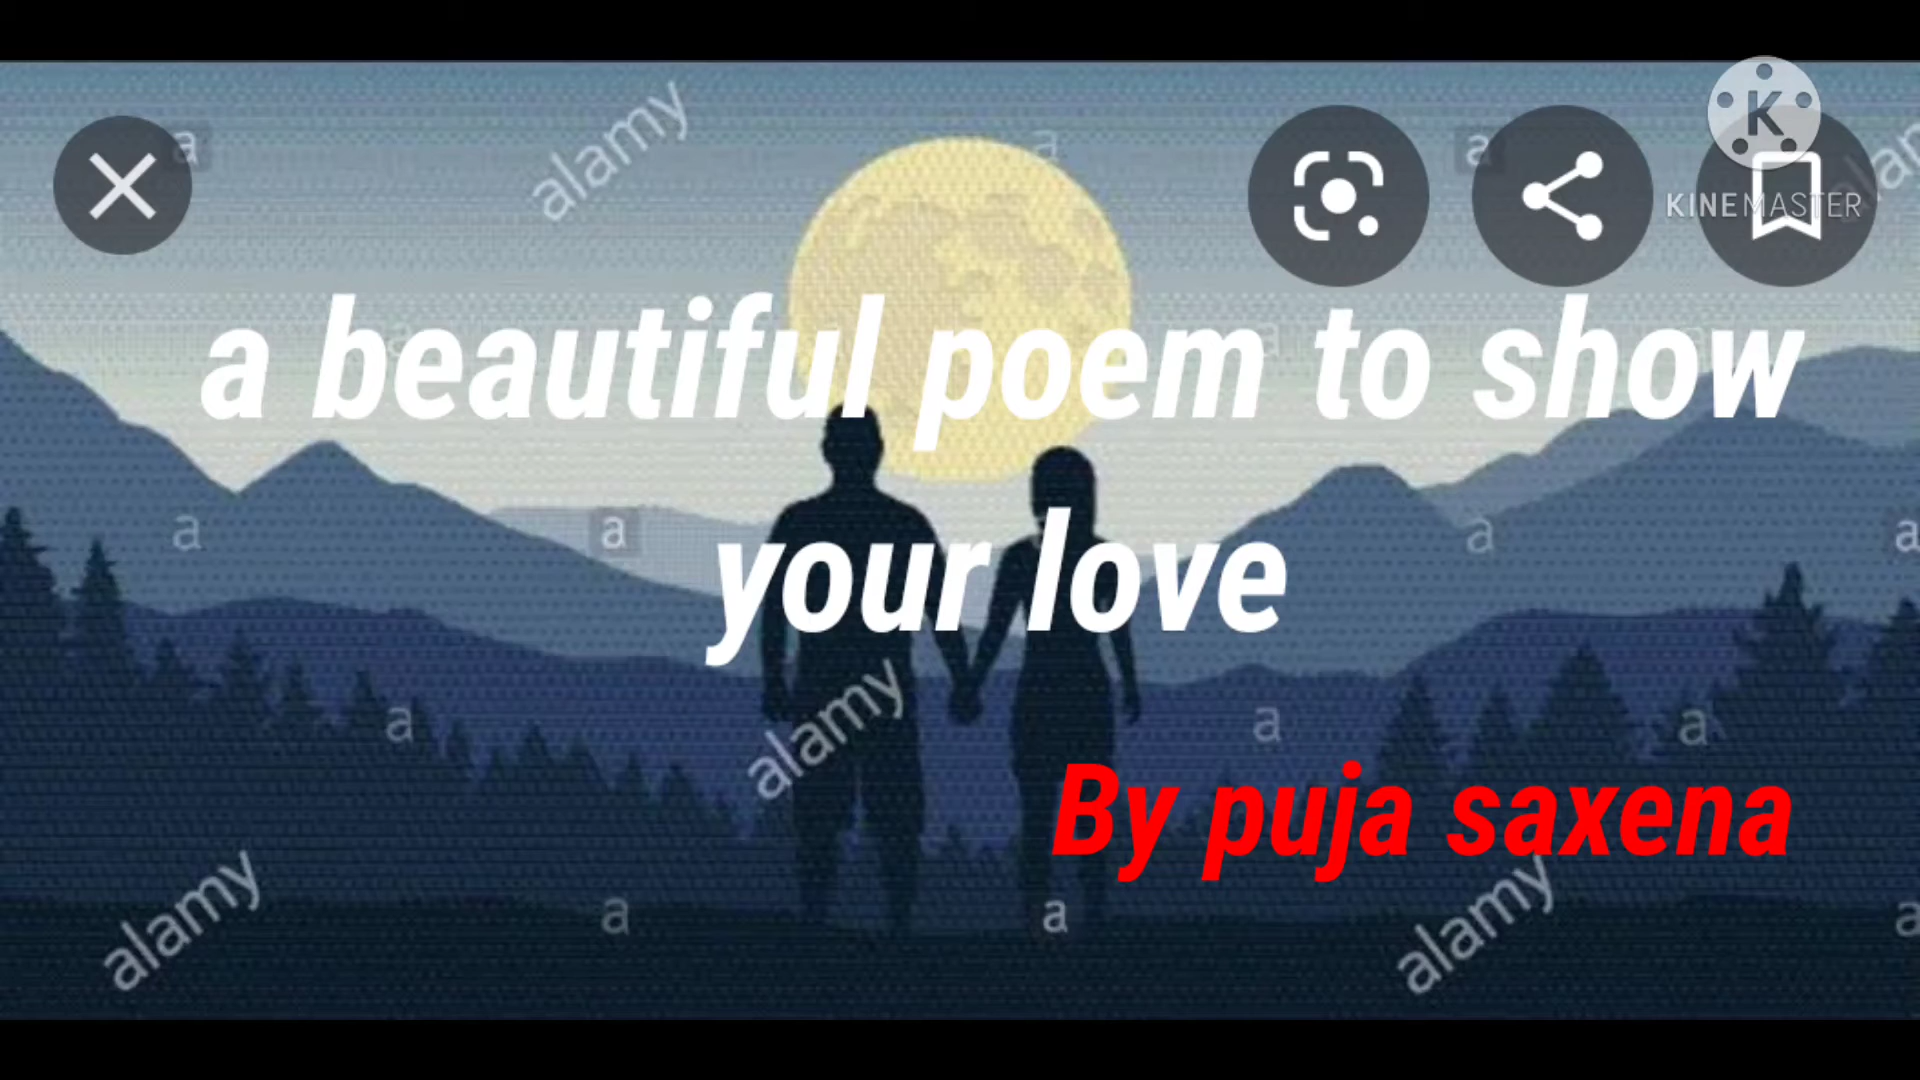 alamy
K
KINEMASTER
a beautiful poem to show
your love
alamy
By puja saxena
alamy
alamy